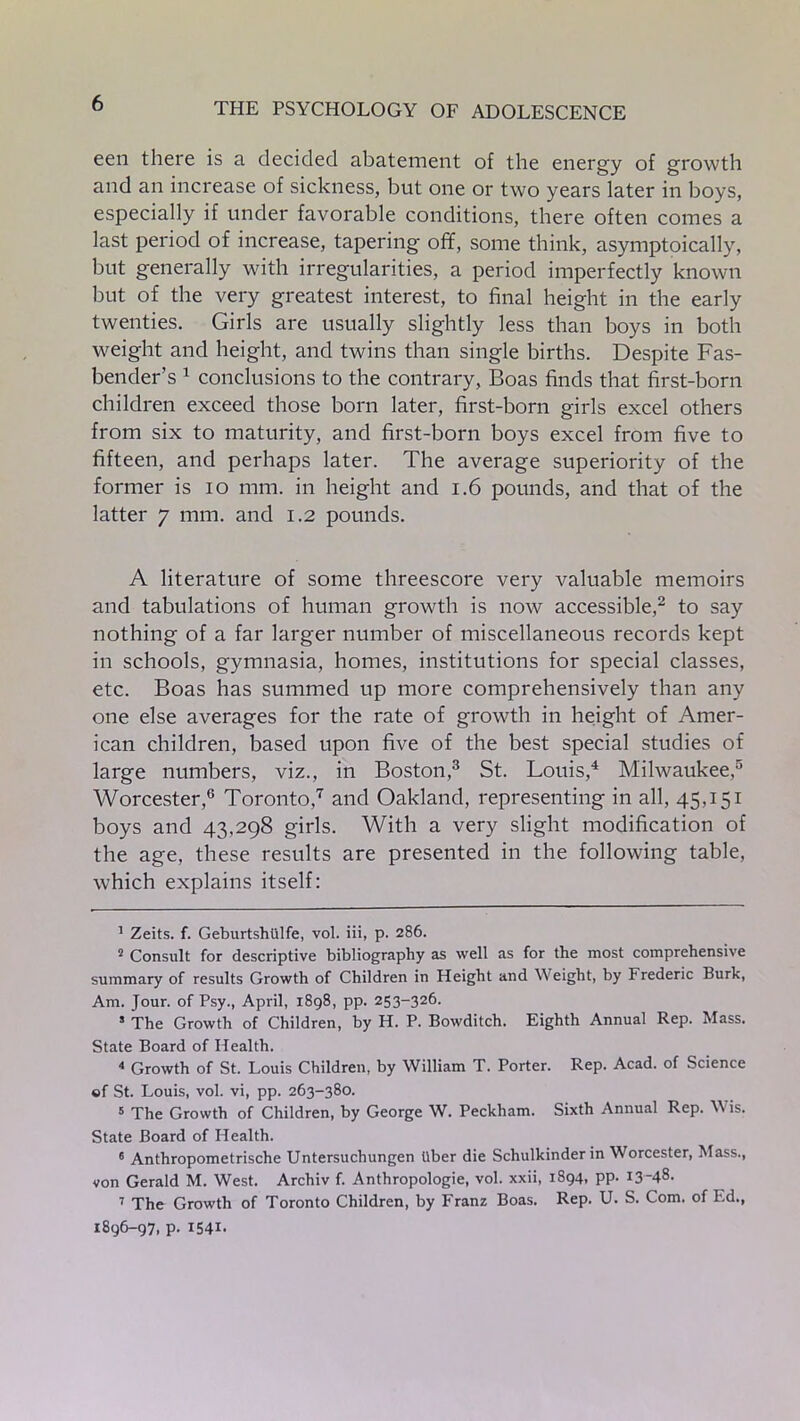 6
THE PSYCHOLOGY OF ADOLESCENCE
een there is a decided abatement of the energy of growth
and an increase of sickness, but one or two years later in boys,
especially if under favorable conditions, there often comes a
last period of increase, tapering off, some think, asymptoically,
but generally with irregularities, a period imperfectly known
but of the very greatest interest, to final height in the early
twenties. Girls are usually slightly less than boys in both
weight and height, and twins than single births. Despite Fas-
bender's ¹ conclusions to the contrary, Boas finds that first-born
children exceed those born later, first-born girls excel others
from six to maturity, and first-born boys excel from five to
fifteen, and perhaps later. The average superiority of the
former is 10 mm. in height and 1.6 pounds, and that of the
latter 7 mm. and 1.2 pounds.
A literature of some threescore very valuable memoirs
and tabulations of human growth is now accessible,² to say
nothing of a far larger number of miscellaneous records kept
in schools, gymnasia, homes, institutions for special classes,
etc. Boas has summed up more comprehensively than any
one else averages for the rate of growth in height of Amer-
ican children, based upon five of the best special studies of
large numbers, viz., in Boston,³ St. Louis,⁴ Milwaukee,⁵
Worcester,⁶ Toronto,⁷ and Oakland, representing in all, 45,151
boys and 43,298 girls. With a very slight modification of
the age, these results are presented in the following table,
which explains itself:
¹ Zeits. f. Geburtshülfe, vol. iii, p. 286.
² Consult for descriptive bibliography as well as for the most comprehensive
summary of results Growth of Children in Height and Weight, by Frederic Burk,
Am. Jour. of Psy., April, 1898, pp. 253-326.
³ The Growth of Children, by H. P. Bowditch. Eighth Annual Rep. Mass.
State Board of Health.
⁴ Growth of St. Louis Children, by William T. Porter. Rep. Acad. of Science
of St. Louis, vol. vi, pp. 263-380.
⁵ The Growth of Children, by George W. Peckham. Sixth Annual Rep. Wis.
State Board of Health.
⁶ Anthropometrische Untersuchungen über die Schulkinder in Worcester, Mass.,
von Gerald M. West. Archiv f. Anthropologie, vol. xxii, 1894, pp. 13-48.
⁷ The Growth of Toronto Children, by Franz Boas. Rep. U. S. Com. of Ed.,
1896-97, p. 1541.